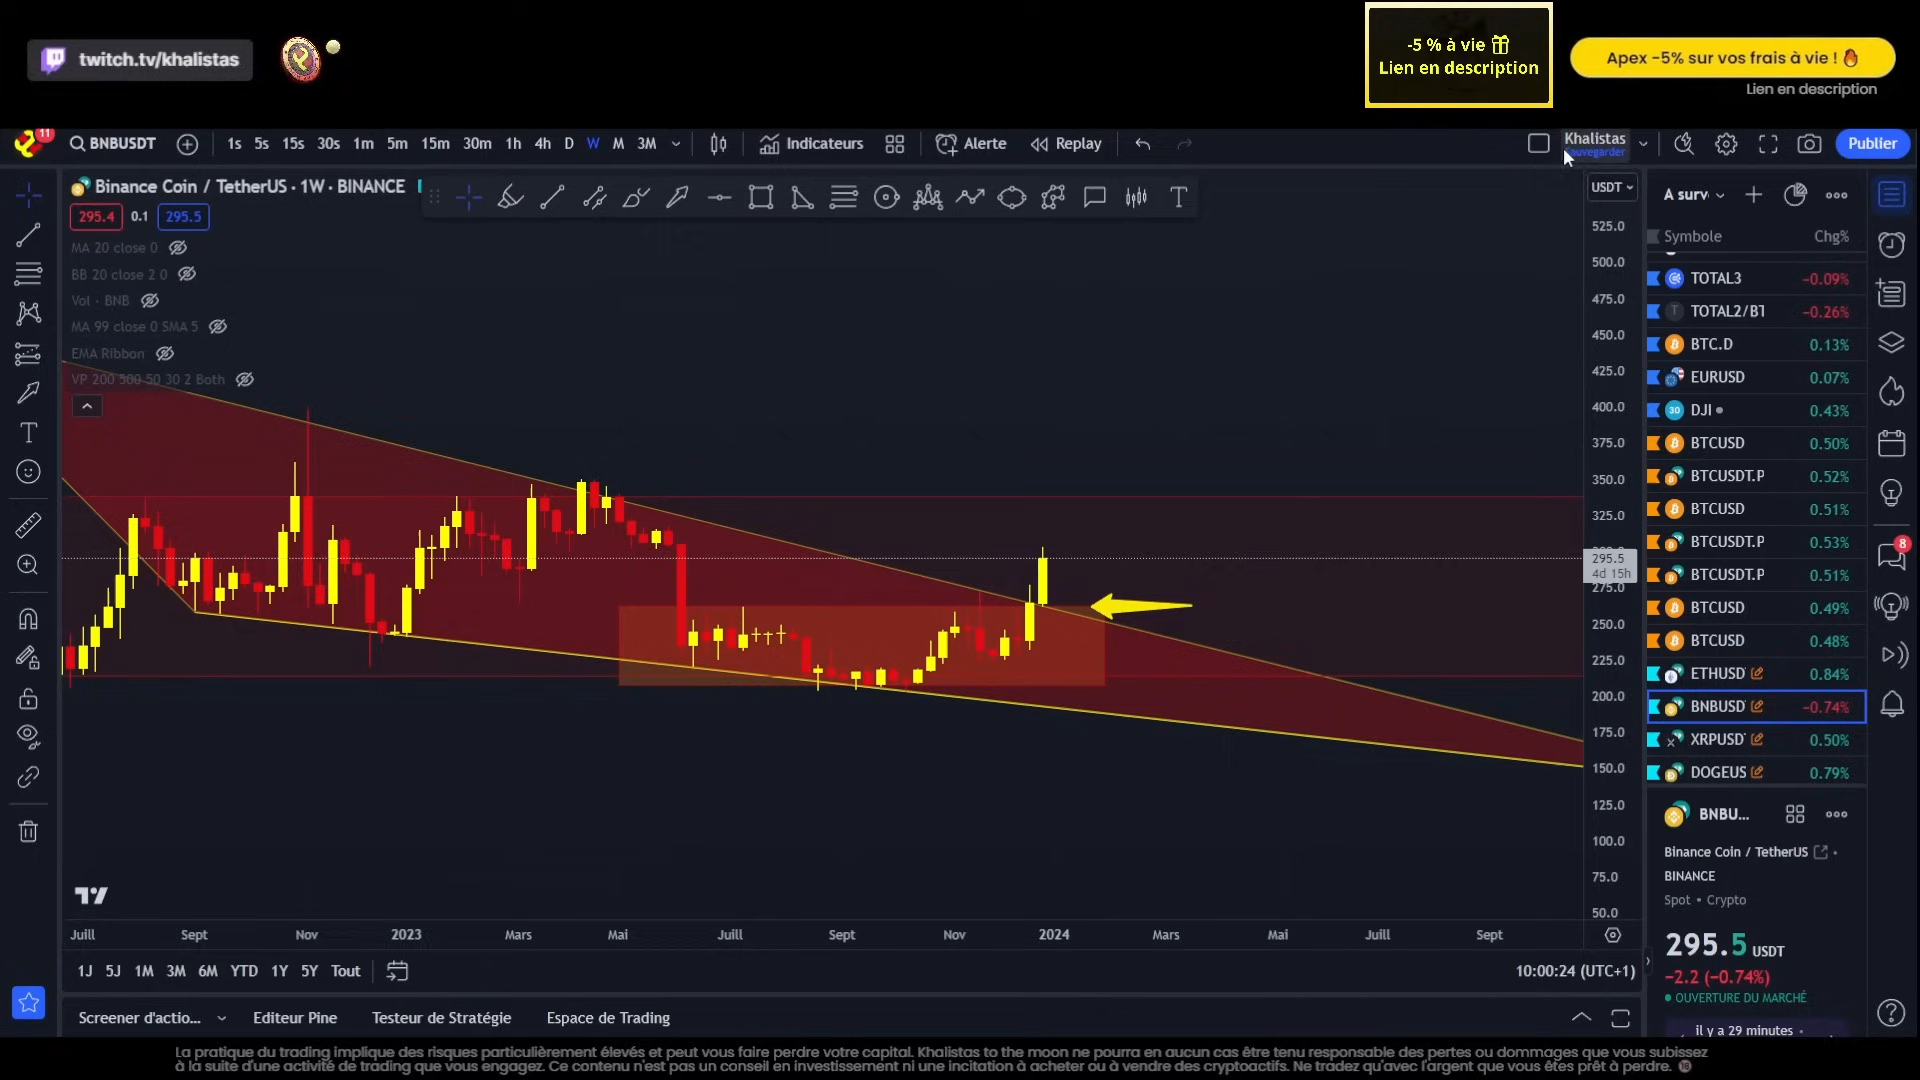 twitch.tv/khalistas
-5 % à vie
Lien en description
Apex -5% sur vos frais à vie !
Lien en description
11
BNBUSDT
1s 5s 15s 30s 1m 5m 15m 30m 1h 4h D W M 3M
Indicateurs
Alerte
Replay
Khalistas
Sauvegarder
Publier
Binance Coin / TetherUS · 1W · BINANCE
295.4 0.1 295.5
MA 20 close 0
BB 20 close 2 0
Vol · BNB
MA 99 close 0 SMA 5
EMA Ribbon
VP 200 500 50 30 2 Both
USDT
525.0
500.0
475.0
450.0
425.0
400.0
375.0
350.0
325.0
295.5
4d 15h
275.0
250.0
225.0
200.0
175.0
150.0
125.0
100.0
75.0
50.0
Juill Sept Nov 2023 Mars Mai Juill Sept Nov 2024 Mars Mai Juill Sept
1J 5J 1M 3M 6M YTD 1Y 5Y Tout
10:00:24 (UTC+1)
Screener d'actio... Editeur Pine Testeur de Stratégie Espace de Trading
A surv
Symbole Chg%
TOTAL3 −0.09%
TOTAL2/BT −0.26%
BTC.D 0.13%
EURUSD 0.07%
30 DJI 0.43%
BTCUSD 0.50%
BTCUSDT.P 0.52%
BTCUSD 0.51%
BTCUSDT.P 0.53%
BTCUSDT.P 0.51%
BTCUSD 0.49%
BTCUSD 0.48%
ETHUSD 0.84%
BNBUSD −0.74%
XRPUSD 0.50%
DOGEUS 0.79%
8
BNBU...
Binance Coin / TetherUS
BINANCE
Spot • Crypto
295.5 USDT
−2.2 (−0.74%)
OUVERTURE DU MARCHÉ
il y a 29 minutes
La pratique du trading implique des risques particulièrement élevés et peut vous faire perdre votre capital. Khalistas to the moon ne pourra en aucun cas être tenu responsable des pertes ou dommages que vous subissez
à la suite d'une activité de trading que vous engagez. Ce contenu n'est pas un conseil en investissement ni une incitation à acheter ou à vendre des cryptoactifs. Ne tradez qu'avec l'argent que vous êtes prêt à perdre.